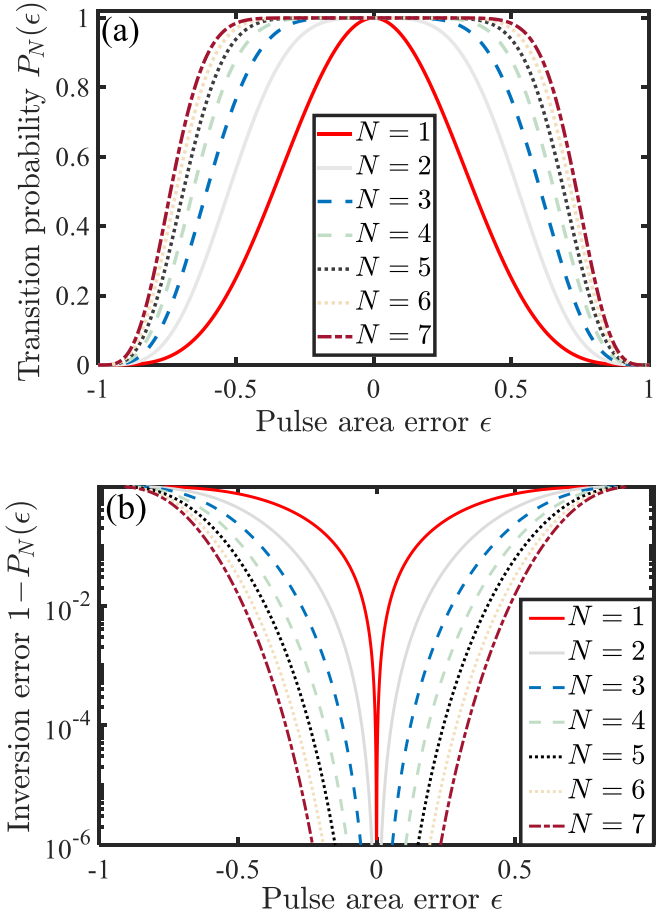 (a)
Transition probability P_N(ϵ)
1
0.8
0.6
0.4
0.2
0
N = 1
N = 2
N = 3
N = 4
N = 5
N = 6
N = 7
-1 -0.5 0 0.5 1
Pulse area error ϵ
(b)
Inversion error 1−P_N(ϵ)
10^-2
10^-4
10^-6
N = 1
N = 2
N = 3
N = 4
N = 5
N = 6
N = 7
-1 -0.5 0 0.5
Pulse area error ϵ